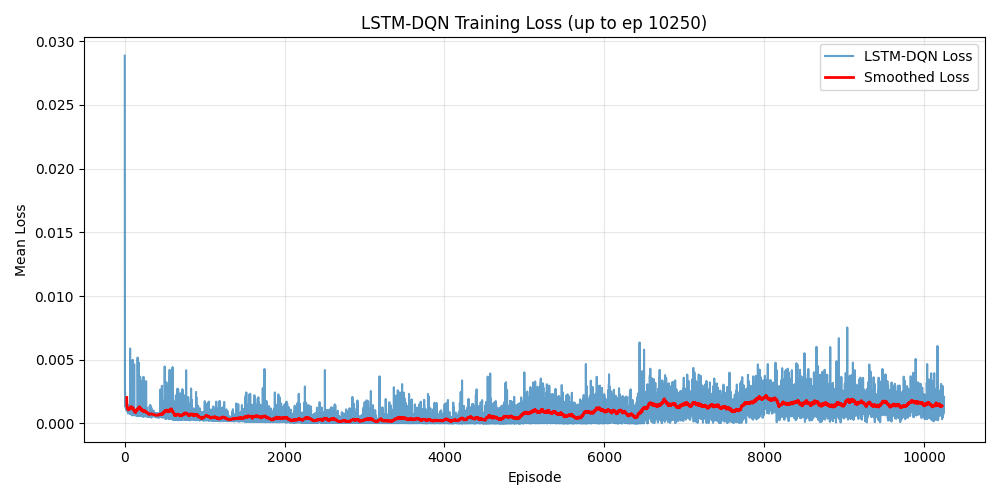 LSTM-DQN Training Loss (up to ep 10250)
LSTM-DQN Loss
Smoothed Loss
Mean Loss
0.030
0.025
0.020
0.015
0.010
0.005
0.000
0 2000 4000 6000 8000 10000
Episode